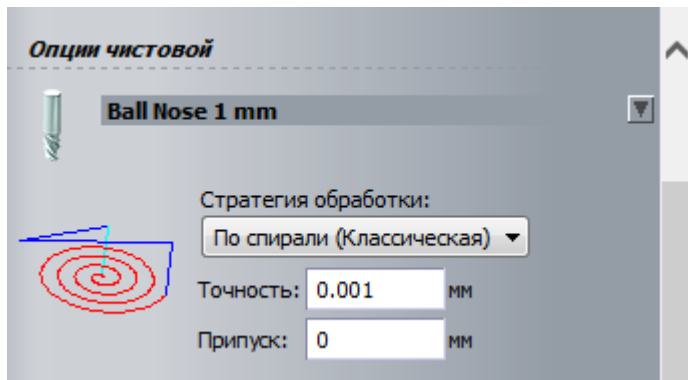 Опции чистовой
Ball Nose 1 mm
Стратегия обработки:
По спирали (Классическая)
Точность: 0.001 мм
Припуск: 0 мм